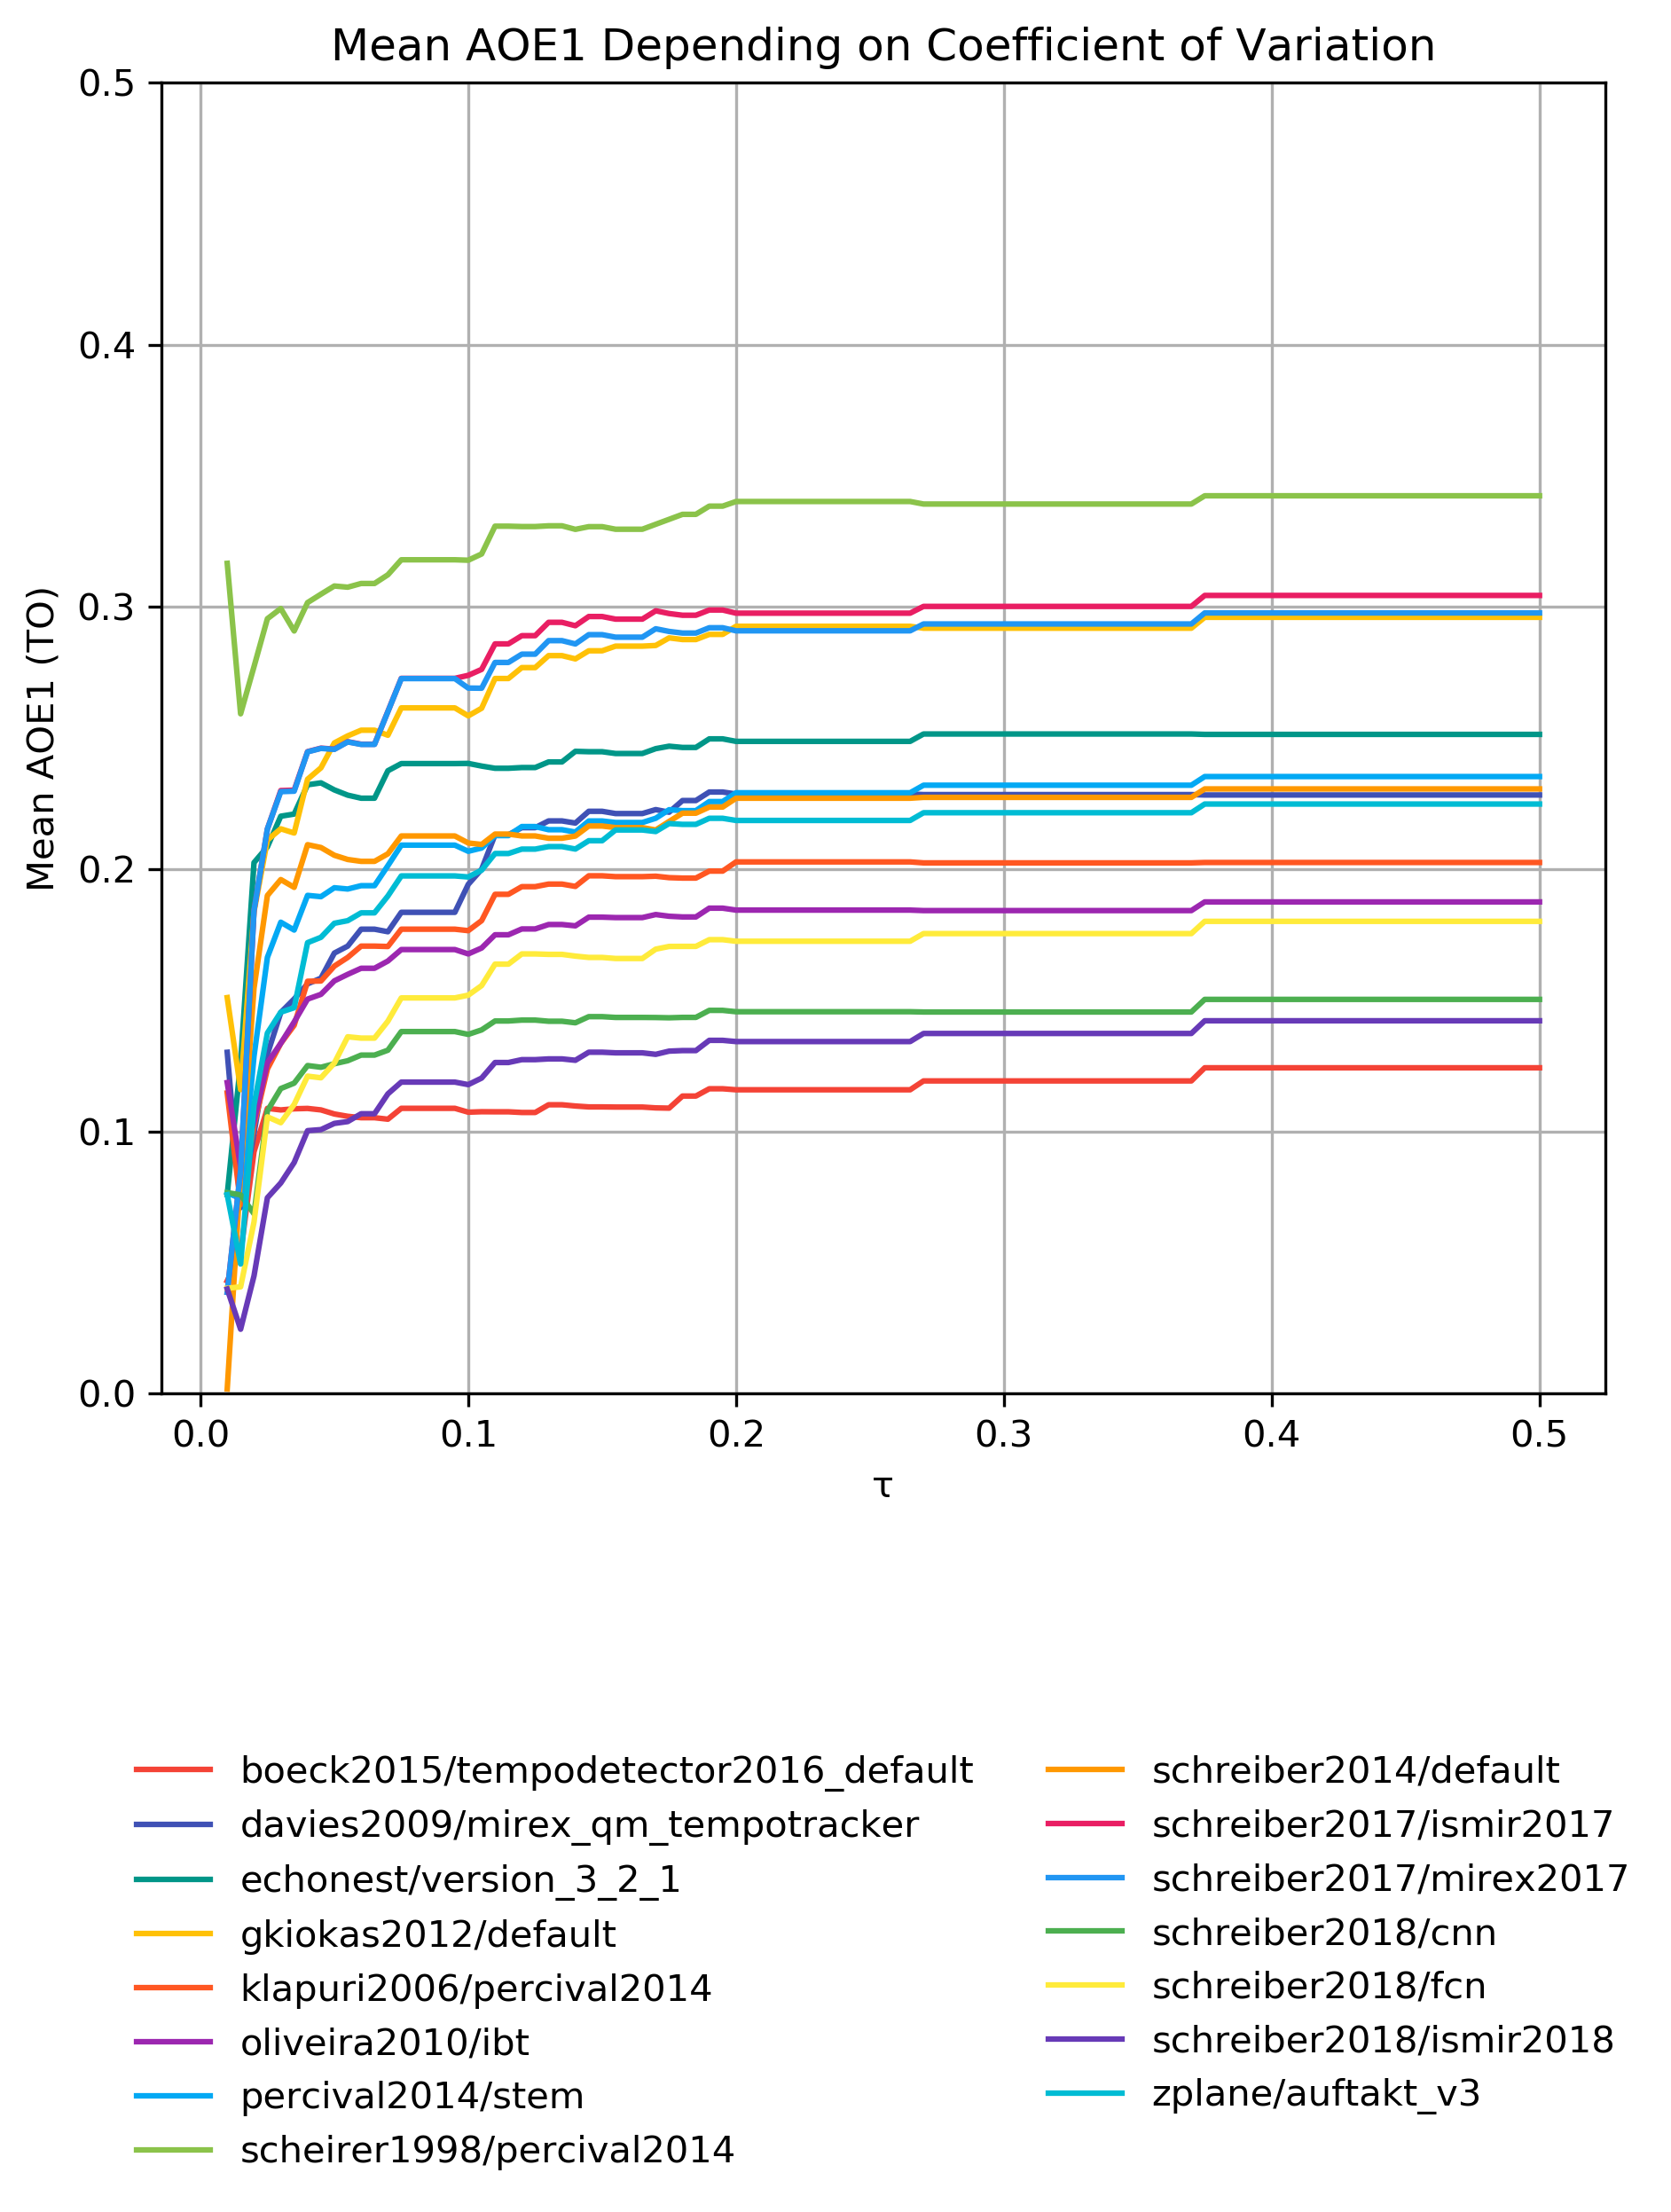 Mean AOE1 Depending on Coefficient of Variation
0.5
0.4
0.3
0.2
0.1
0.0
Mean AOE1 (TO)
0.0 0.1 0.2 0.3 0.4 0.5
τ
boeck2015/tempodetector2016_default
davies2009/mirex_qm_tempotracker
echonest/version_3_2_1
gkiokas2012/default
klapuri2006/percival2014
oliveira2010/ibt
percival2014/stem
scheirer1998/percival2014
schreiber2014/default
schreiber2017/ismir2017
schreiber2017/mirex2017
schreiber2018/cnn
schreiber2018/fcn
schreiber2018/ismir2018
zplane/auftakt_v3